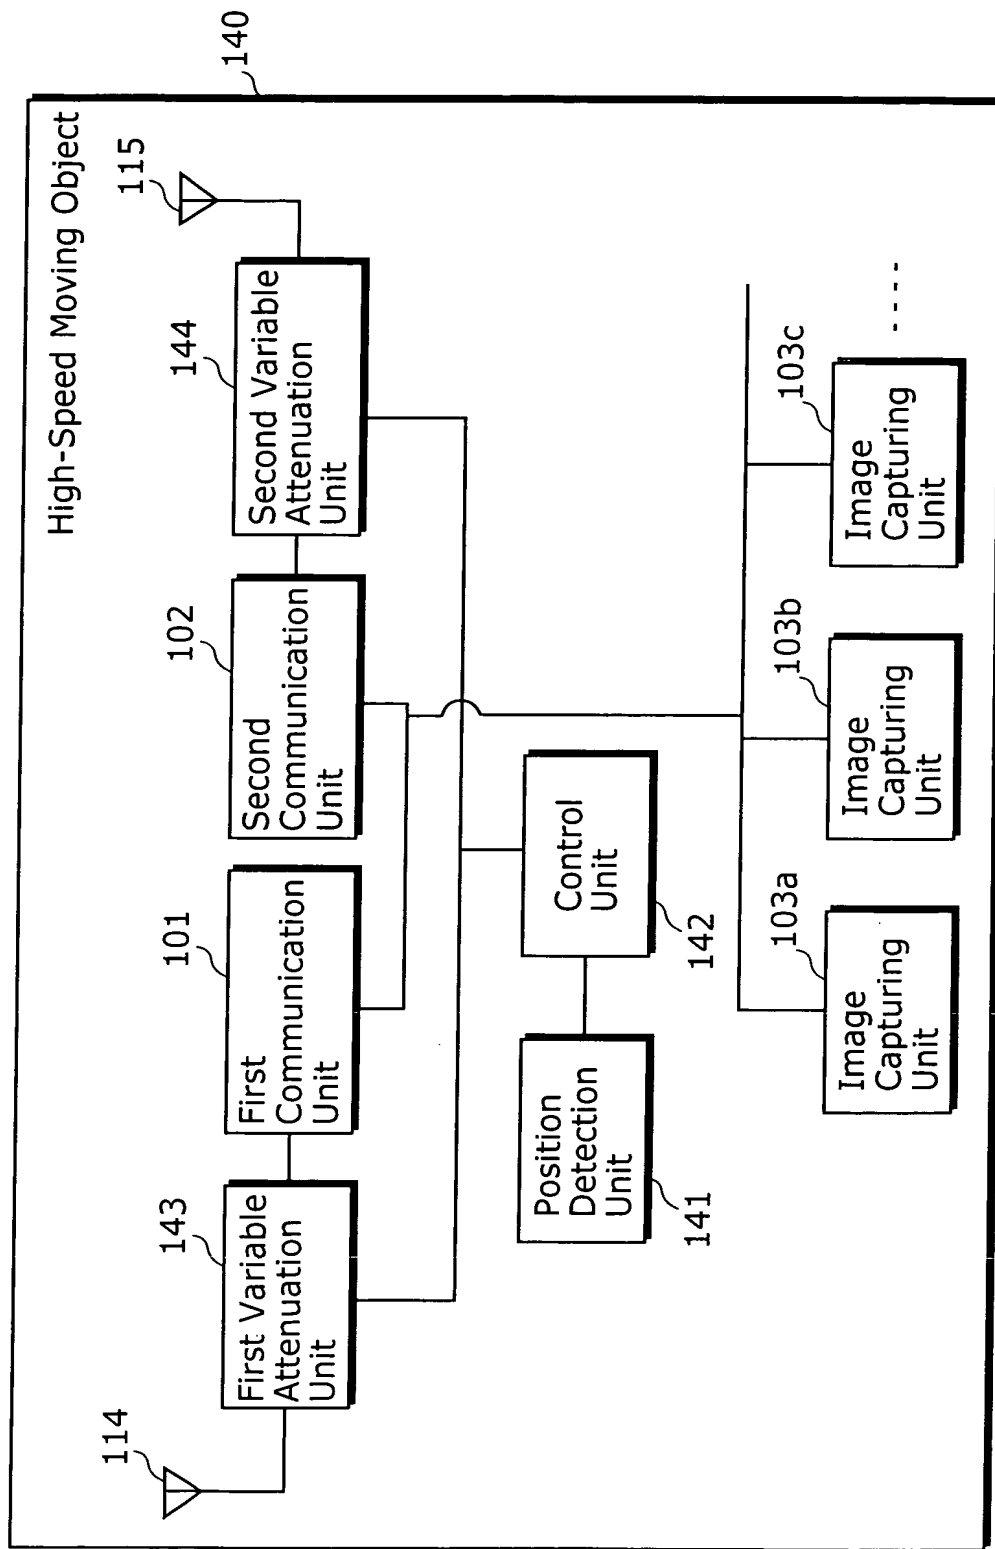 140
High-Speed Moving Object
114
115
143
101
102
144
First Variable
Attenuation
Unit
First
Communication
Unit
Second
Communication
Unit
Second Variable
Attenuation
Unit
Position
Detection
Unit
141
Control
Unit
142
103a
103b
103c
Image
Capturing
Unit
Image
Capturing
Unit
Image
Capturing
Unit